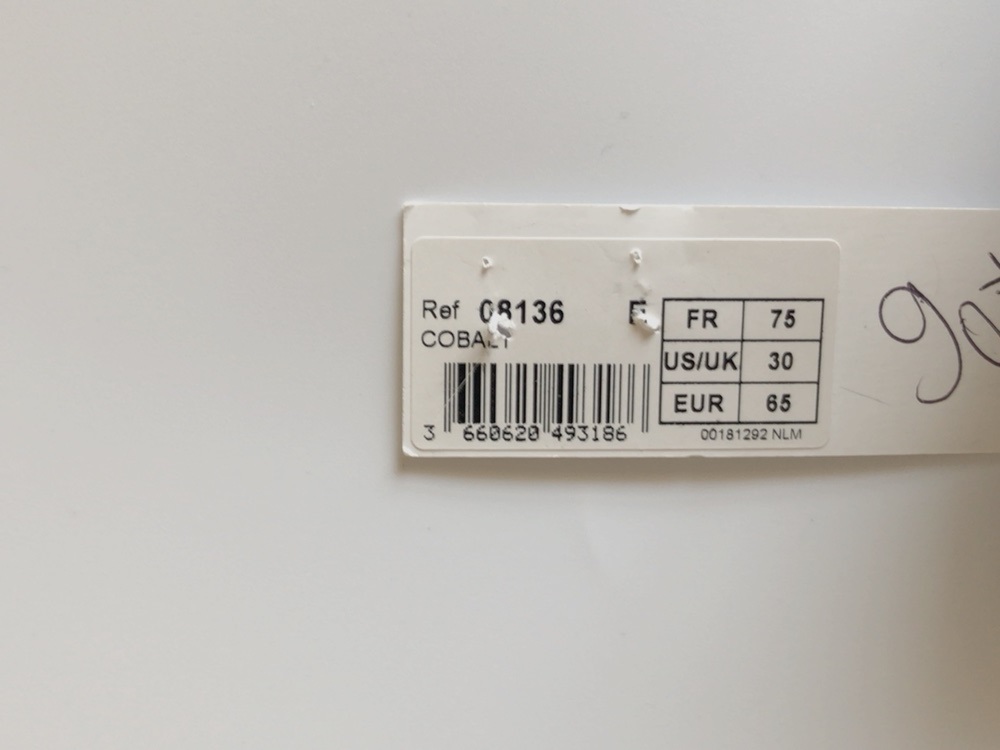 Ref 08136 E
COBALT
FR 75
US/UK 30
EUR 65
3 660620 493186
00181292 NLM